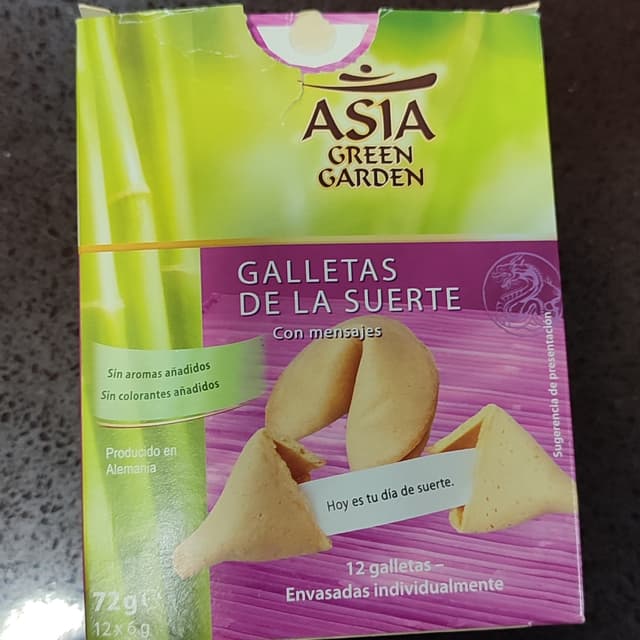 ASIA
GREEN
GARDEN
GALLETAS
DE LA SUERTE
Con mensajes
Sin aromas añadidos
Sin colorantes añadidos
Producido en
Alemania
Sugerencia de presentación
Hoy es tu día de suerte.
12 galletas –
Envasadas individualmente
72g ℮
12 x 6 g